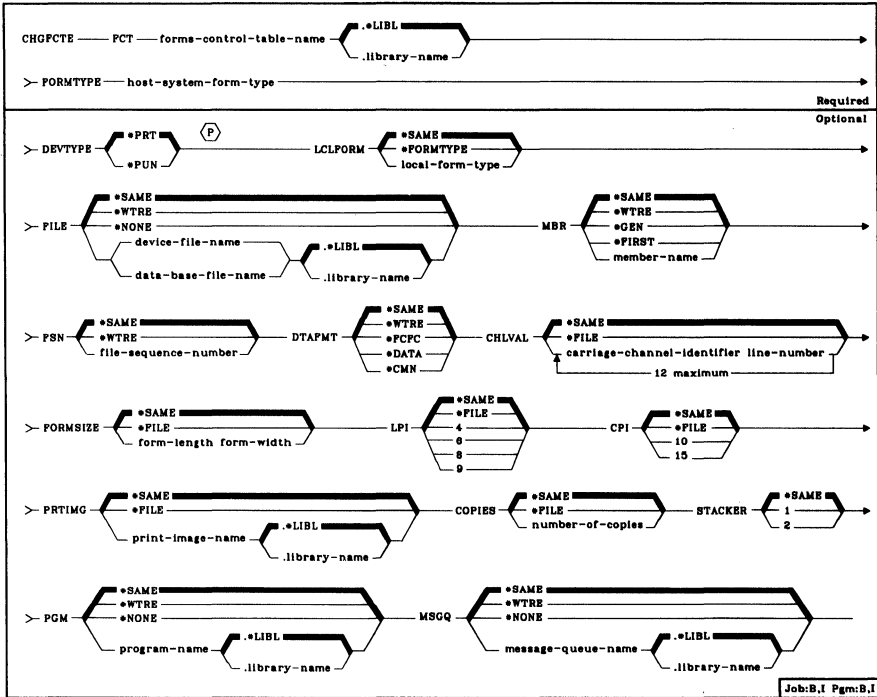 .*LIBL
CHGFCTE FCT forms-control-table-name
.library-name
FORMTYPE host-system-form-type
Required
Optional
*PRT P *SAME
DEVTYPE LCLFORM *FORMTYPE
*PUN local-form-type
*SAME *SAME
*WTRE *WTRE
FILE *NONE MBR *GEN
device-file-name .*LIBL *FIRST
data-base-file-name .library-name member-name
*SAME *SAME *SAME
*WTRE *WTRE *FILE
FSN file-sequence-number DTAFMT *FCFC CHLVAL carriage-channel-identifier line-number
*DATA 12 maximum
*CMN
*SAME *SAME *SAME
FORMSIZE *FILE LPI *FILE CPI *FILE
form-length form-width 4 10
6 15
8
9
*SAME *SAME *SAME
PRTIMG *FILE COPIES *FILE STACKER 1
print-image-name .*LIBL number-of-copies 2
.library-name
*SAME *SAME
*WTRE *WTRE
PGM *NONE MSGQ *NONE
program-name .*LIBL message-queue-name .*LIBL
.library-name .library-name
Job:B,I Pgm:B,I